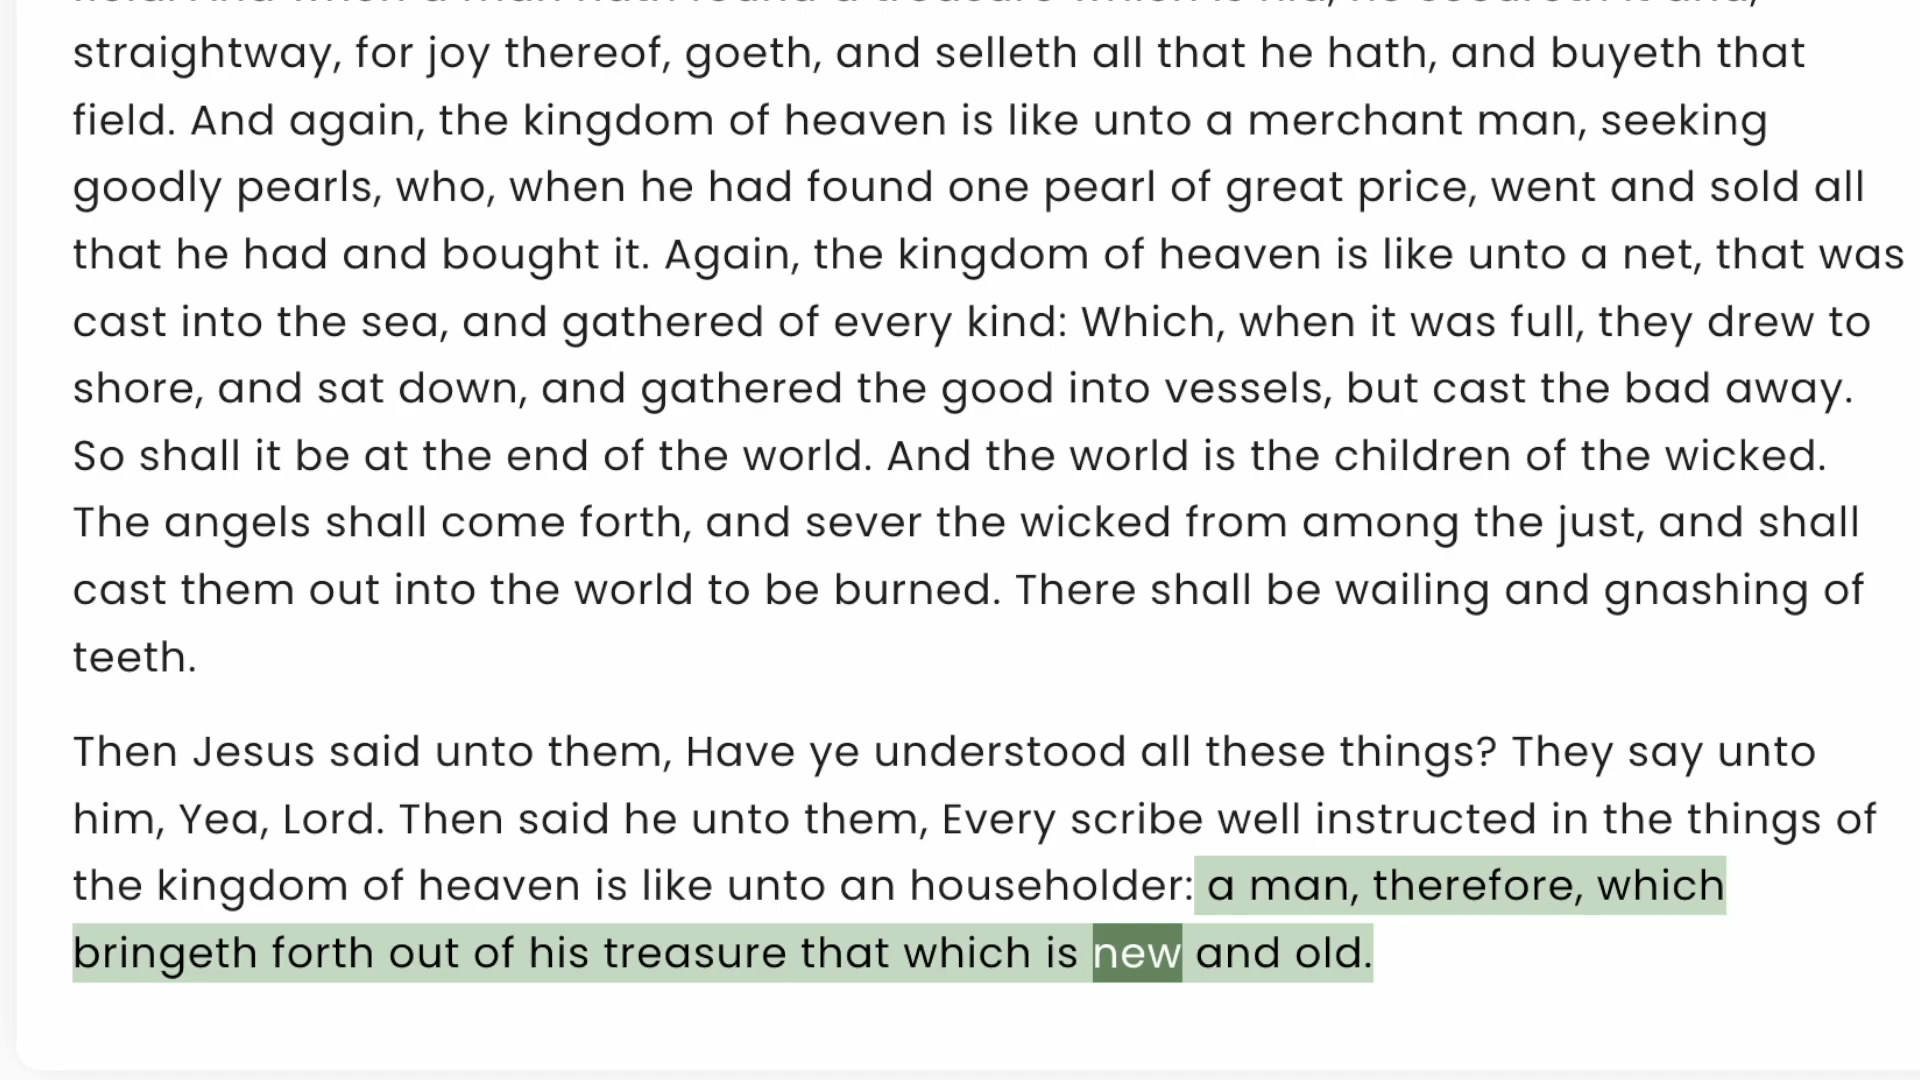 straightway, for joy thereof, goeth, and selleth all that he hath, and buyeth that
field. And again, the kingdom of heaven is like unto a merchant man, seeking
goodly pearls, who, when he had found one pearl of great price, went and sold all
that he had and bought it. Again, the kingdom of heaven is like unto a net, that was
cast into the sea, and gathered of every kind: Which, when it was full, they drew to
shore, and sat down, and gathered the good into vessels, but cast the bad away.
So shall it be at the end of the world. And the world is the children of the wicked.
The angels shall come forth, and sever the wicked from among the just, and shall
cast them out into the world to be burned. There shall be wailing and gnashing of
teeth.
Then Jesus said unto them, Have ye understood all these things? They say unto
him, Yea, Lord. Then said he unto them, Every scribe well instructed in the things of
the kingdom of heaven is like unto an householder: a man, therefore, which
bringeth forth out of his treasure that which is new and old.